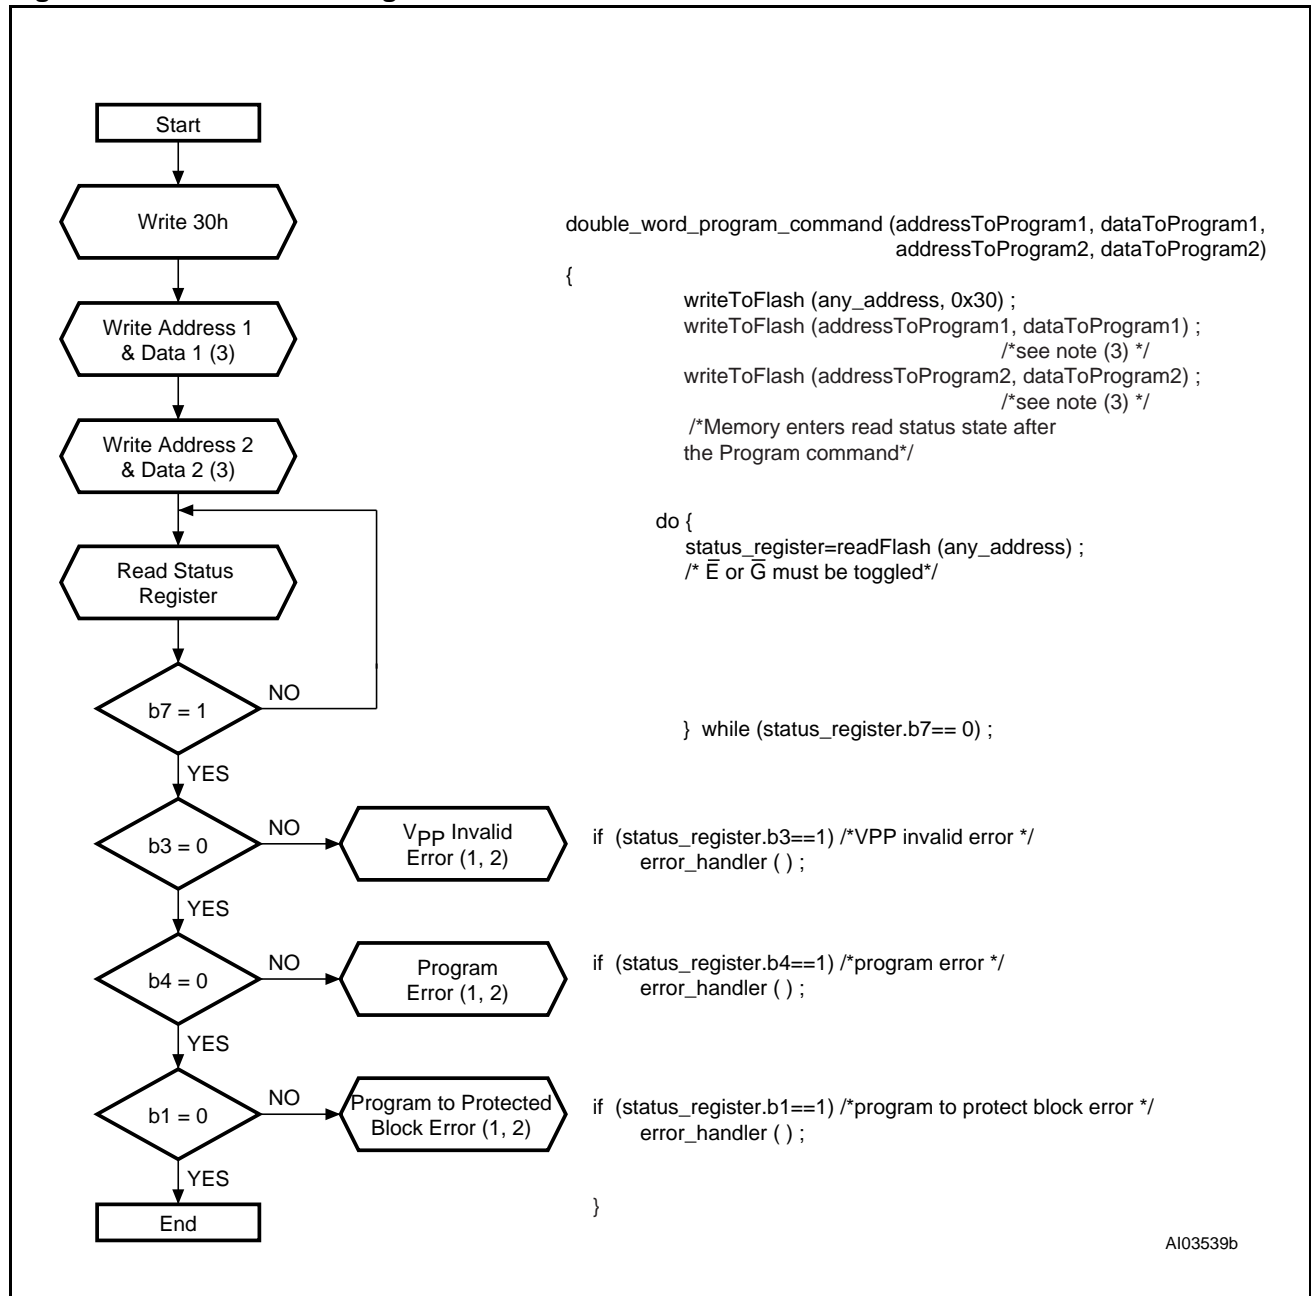 Start
Write 30h
Write Address 1
& Data 1 (3)
Write Address 2
& Data 2 (3)
Read Status
Register
b7 = 1
NO
YES
b3 = 0
NO
VPP Invalid
Error (1, 2)
YES
b4 = 0
NO
Program
Error (1, 2)
YES
b1 = 0
NO
Program to Protected
Block Error (1, 2)
YES
End
double_word_program_command (addressToProgram1, dataToProgram1,
addressToProgram2, dataToProgram2)
{
writeToFlash (any_address, 0x30) ;
writeToFlash (addressToProgram1, dataToProgram1) ;
/*see note (3) */
writeToFlash (addressToProgram2, dataToProgram2) ;
/*see note (3) */
/*Memory enters read status state after
the Program command*/
do {
status_register=readFlash (any_address) ;
/* E̅ or G̅ must be toggled*/
} while (status_register.b7== 0) ;
if (status_register.b3==1) /*VPP invalid error */
error_handler ( ) ;
if (status_register.b4==1) /*program error */
error_handler ( ) ;
if (status_register.b1==1) /*program to protect block error */
error_handler ( ) ;
}
AI03539b